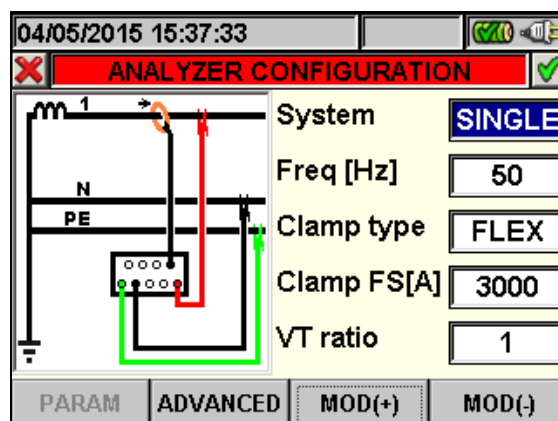 04/05/2015 15:37:33
ANALYZER CONFIGURATION
1
N
PE
System SINGLE
Freq [Hz] 50
Clamp type FLEX
Clamp FS[A] 3000
VT ratio 1
PARAM ADVANCED MOD(+) MOD(-)